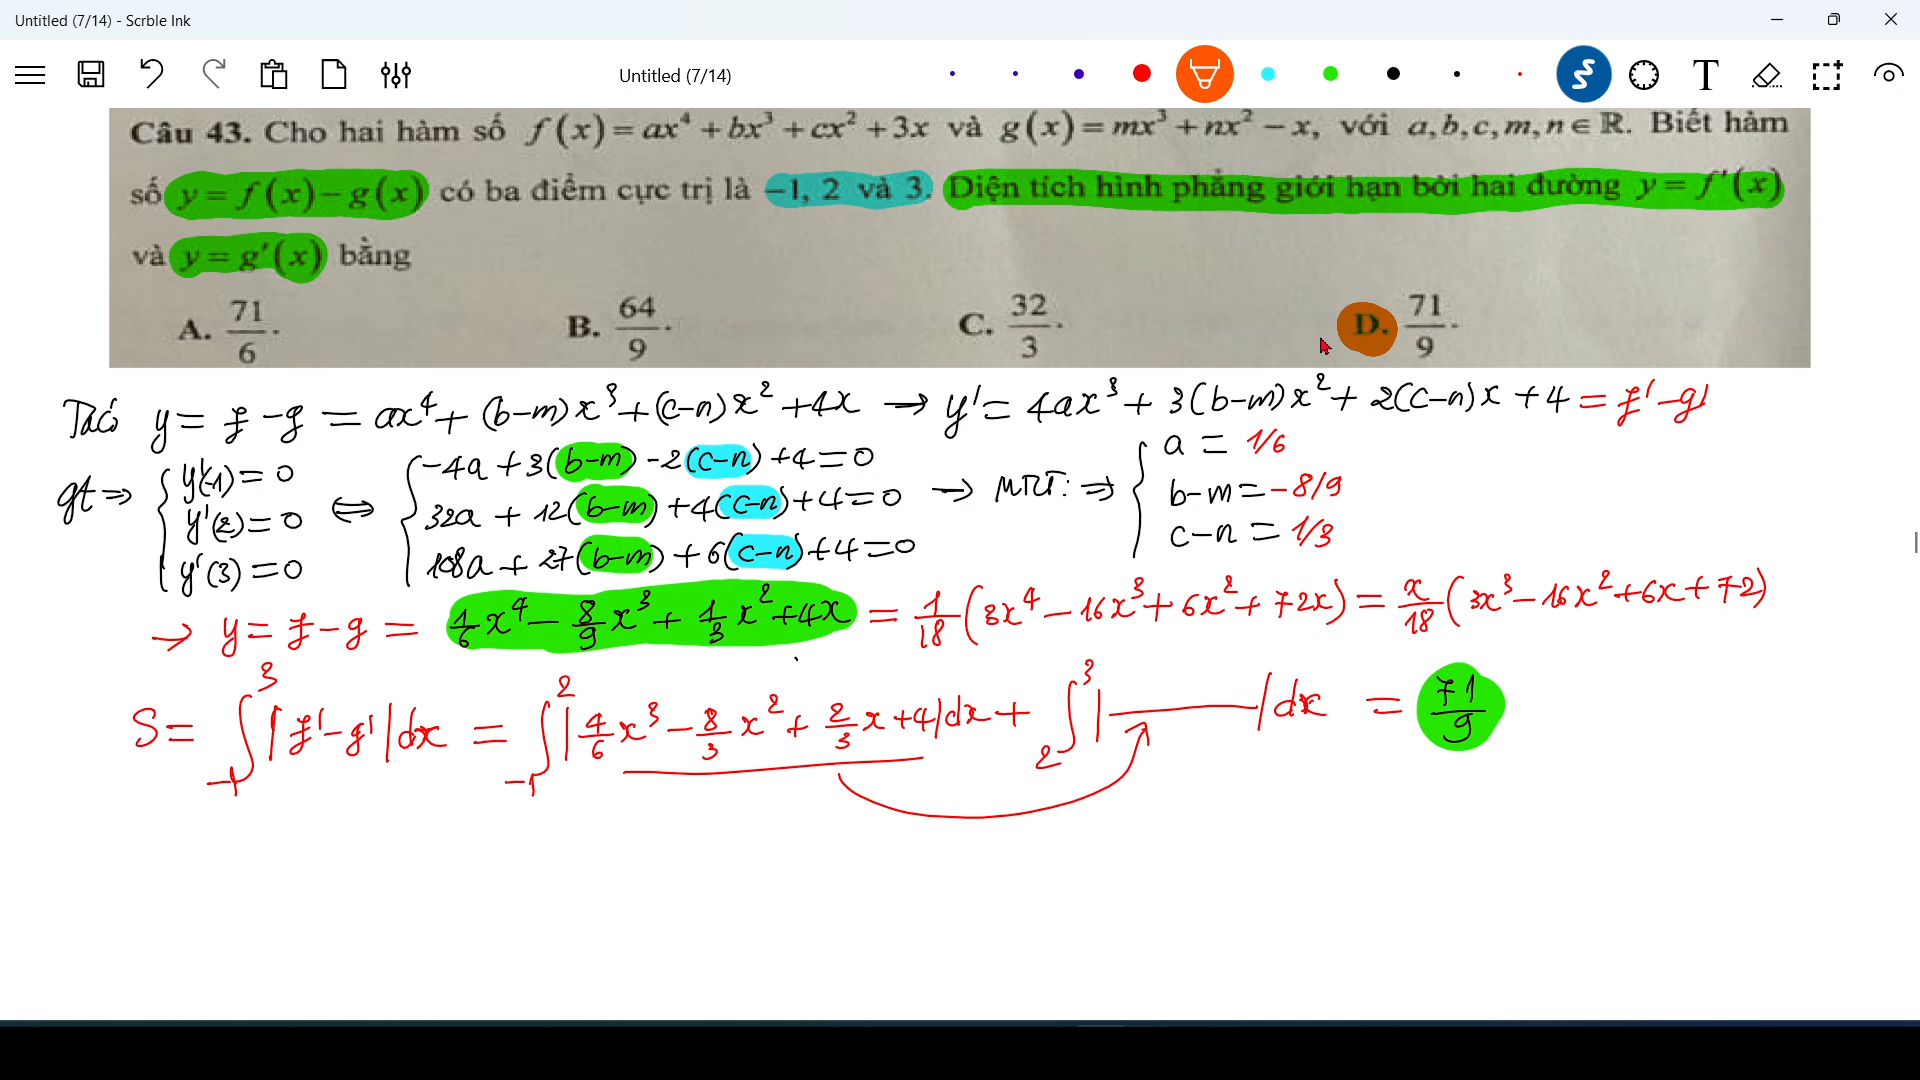 Untitled (7/14) - Scrble Ink
Untitled (7/14)
T
Câu 43. Cho hai hàm số f(x) = ax⁴ + bx³ + cx² + 3x và g(x) = mx³ + nx² − x, với a, b, c, m, n ∈ ℝ. Biết hàm
số y = f(x) − g(x) có ba điểm cực trị là −1, 2 và 3. Diện tích hình phẳng giới hạn bởi hai đường y = f'(x)
và y = g'(x) bằng
A. 71/6. B. 64/9. C. 32/3. D. 71/9.
Ta có y = f − g = ax⁴ + (b−m)x³ + (c−n)x² + 4x → y' = 4ax³ + 3(b−m)x² + 2(c−n)x + 4 = f' − g'
gt ⇒ { y'(-1) = 0 ⇔ { −4a + 3(b−m) − 2(c−n) + 4 = 0 → MTBT: ⇒ { a = 1/6
y'(2) = 0 32a + 12(b−m) + 4(c−n) + 4 = 0 b−m = −8/9
y'(3) = 0 108a + 27(b−m) + 6(c−n) + 4 = 0 c−n = 1/3
→ y = f − g = 1/6 x⁴ − 8/9 x³ + 1/3 x² + 4x = 1/18 (3x⁴ − 16x³ + 6x² + 72x) = x/18 (3x³ − 16x² + 6x + 72)
S = ∫₋₁³ |f' − g'| dx = ∫₋₁² |4/6 x³ − 8/3 x² + 2/3 x + 4| dx + ∫₂³ | | dx = 71/9